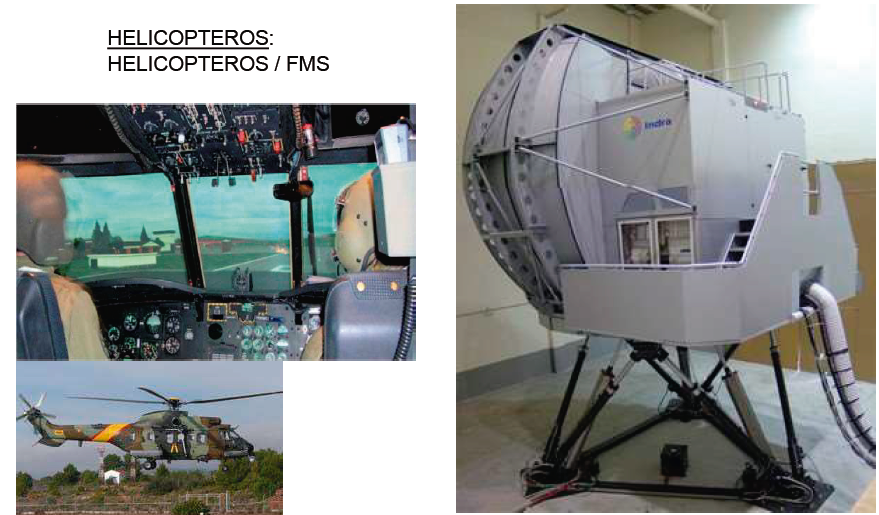 HELICOPTEROS:
HELICOPTEROS / FMS
indra